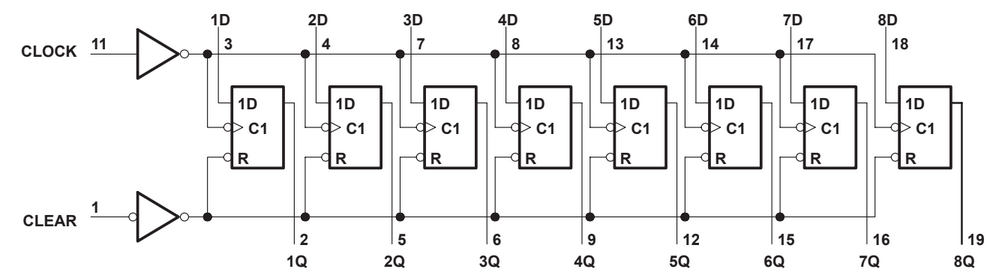 1D 2D 3D 4D 5D 6D 7D 8D
CLOCK 11 3 4 7 8 13 14 17 18
1D 1D 1D 1D 1D 1D 1D 1D
C1 C1 C1 C1 C1 C1 C1 C1
R R R R R R R R
CLEAR 1
2 5 6 9 12 15 16 19
1Q 2Q 3Q 4Q 5Q 6Q 7Q 8Q